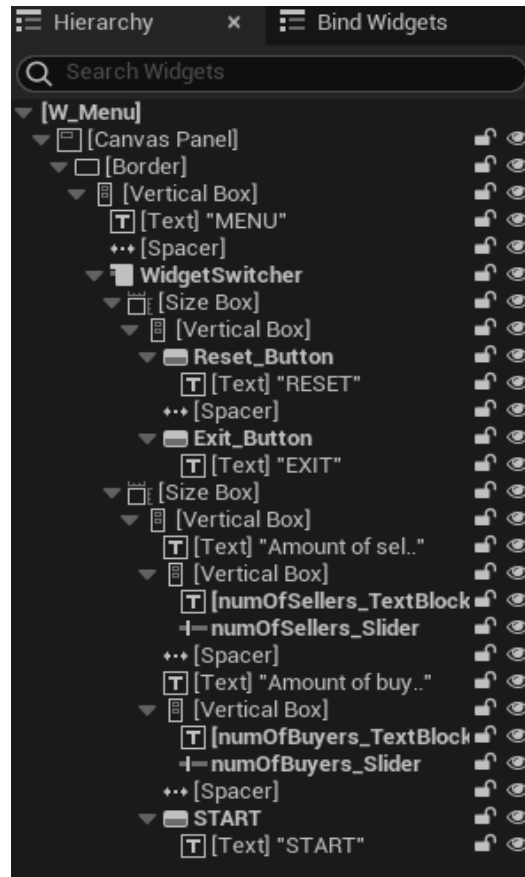 Hierarchy × Bind Widgets
Search Widgets
[W_Menu]
[Canvas Panel]
[Border]
[Vertical Box]
[Text] "MENU"
[Spacer]
WidgetSwitcher
[Size Box]
[Vertical Box]
Reset_Button
[Text] "RESET"
[Spacer]
Exit_Button
[Text] "EXIT"
[Size Box]
[Vertical Box]
[Text] "Amount of sel.."
[Vertical Box]
[numOfSellers_TextBlock
numOfSellers_Slider
[Spacer]
[Text] "Amount of buy.."
[Vertical Box]
[numOfBuyers_TextBlock
numOfBuyers_Slider
[Spacer]
START
[Text] "START"